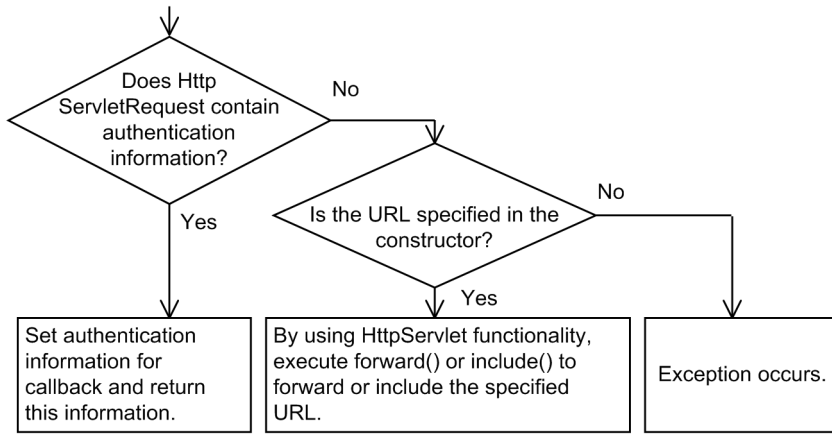 Does Http
ServletRequest contain
authentication
information?
No
Yes
Is the URL specified in the
constructor?
No
Yes
Set authentication
information for
callback and return
this information.
By using HttpServlet functionality,
execute forward() or include() to
forward or include the specified
URL.
Exception occurs.